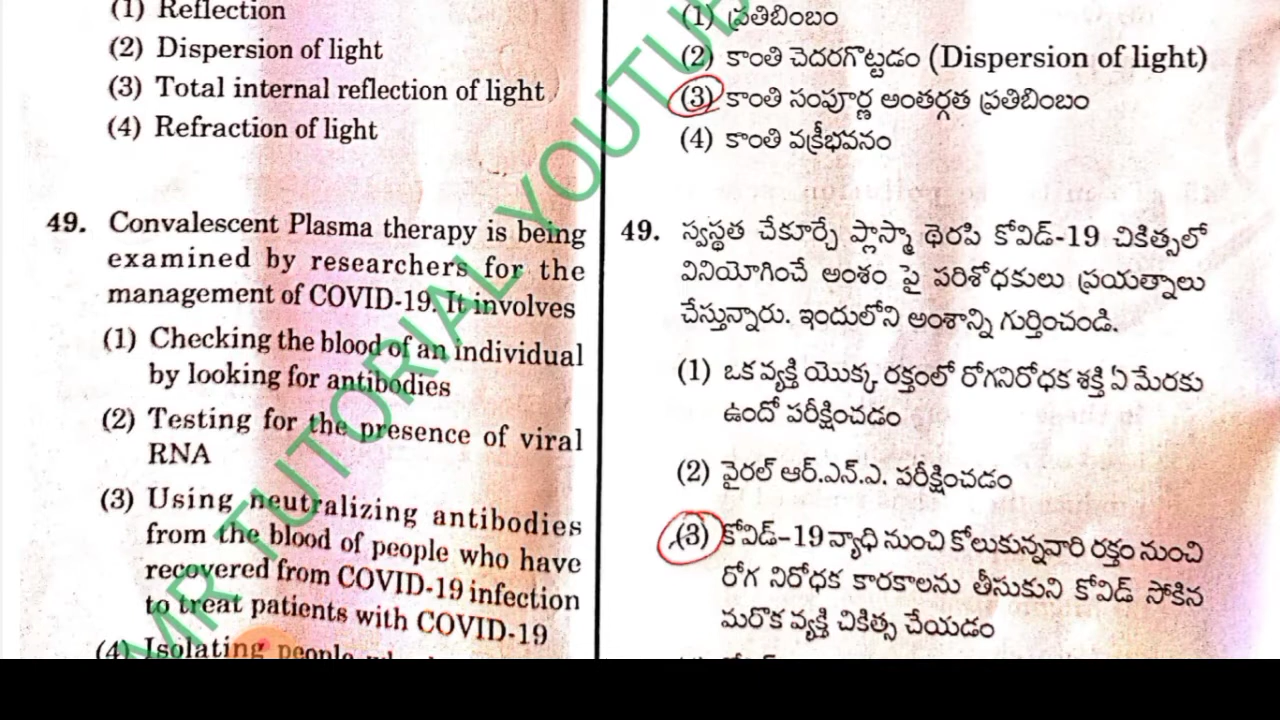 (1) Reflection
(2) Dispersion of light
(3) Total internal reflection of light
(4) Refraction of light
49. Convalescent Plasma therapy is being
examined by researchers for the
management of COVID-19. It involves
(1) Checking the blood of an individual
by looking for antibodies
(2) Testing for the presence of viral
RNA
(3) Using neutralizing antibodies
from the blood of people who have
recovered from COVID-19 infection
to treat patients with COVID-19
(4) Isolating people
(1) ప్రతిబింబం
(2) కాంతి చెదరగొట్టడం (Dispersion of light)
(3) కాంతి సంపూర్ణ అంతర్గత ప్రతిబింబం
(4) కాంతి వక్రీభవనం
49. స్వస్థత చేకూర్చే ప్లాస్మా థెరపి కోవిడ్-19 చికిత్సలో
వినియోగించే అంశం పై పరిశోధకులు ప్రయత్నాలు
చేస్తున్నారు. ఇందులోని అంశాన్ని గుర్తించండి.
(1) ఒక వ్యక్తి యొక్క రక్తంలో రోగనిరోధక శక్తి ఏ మేరకు
ఉందో పరీక్షించడం
(2) వైరల్ ఆర్.ఎన్.ఎ. పరీక్షించడం
(3) కోవిడ్-19 వ్యాధి నుంచి కోలుకున్నవారి రక్తం నుంచి
రోగ నిరోధక కారకాలను తీసుకుని కోవిడ్ సోకిన
మరొక వ్యక్తి చికిత్స చేయడం
MR TUTORIAL YOUTUB